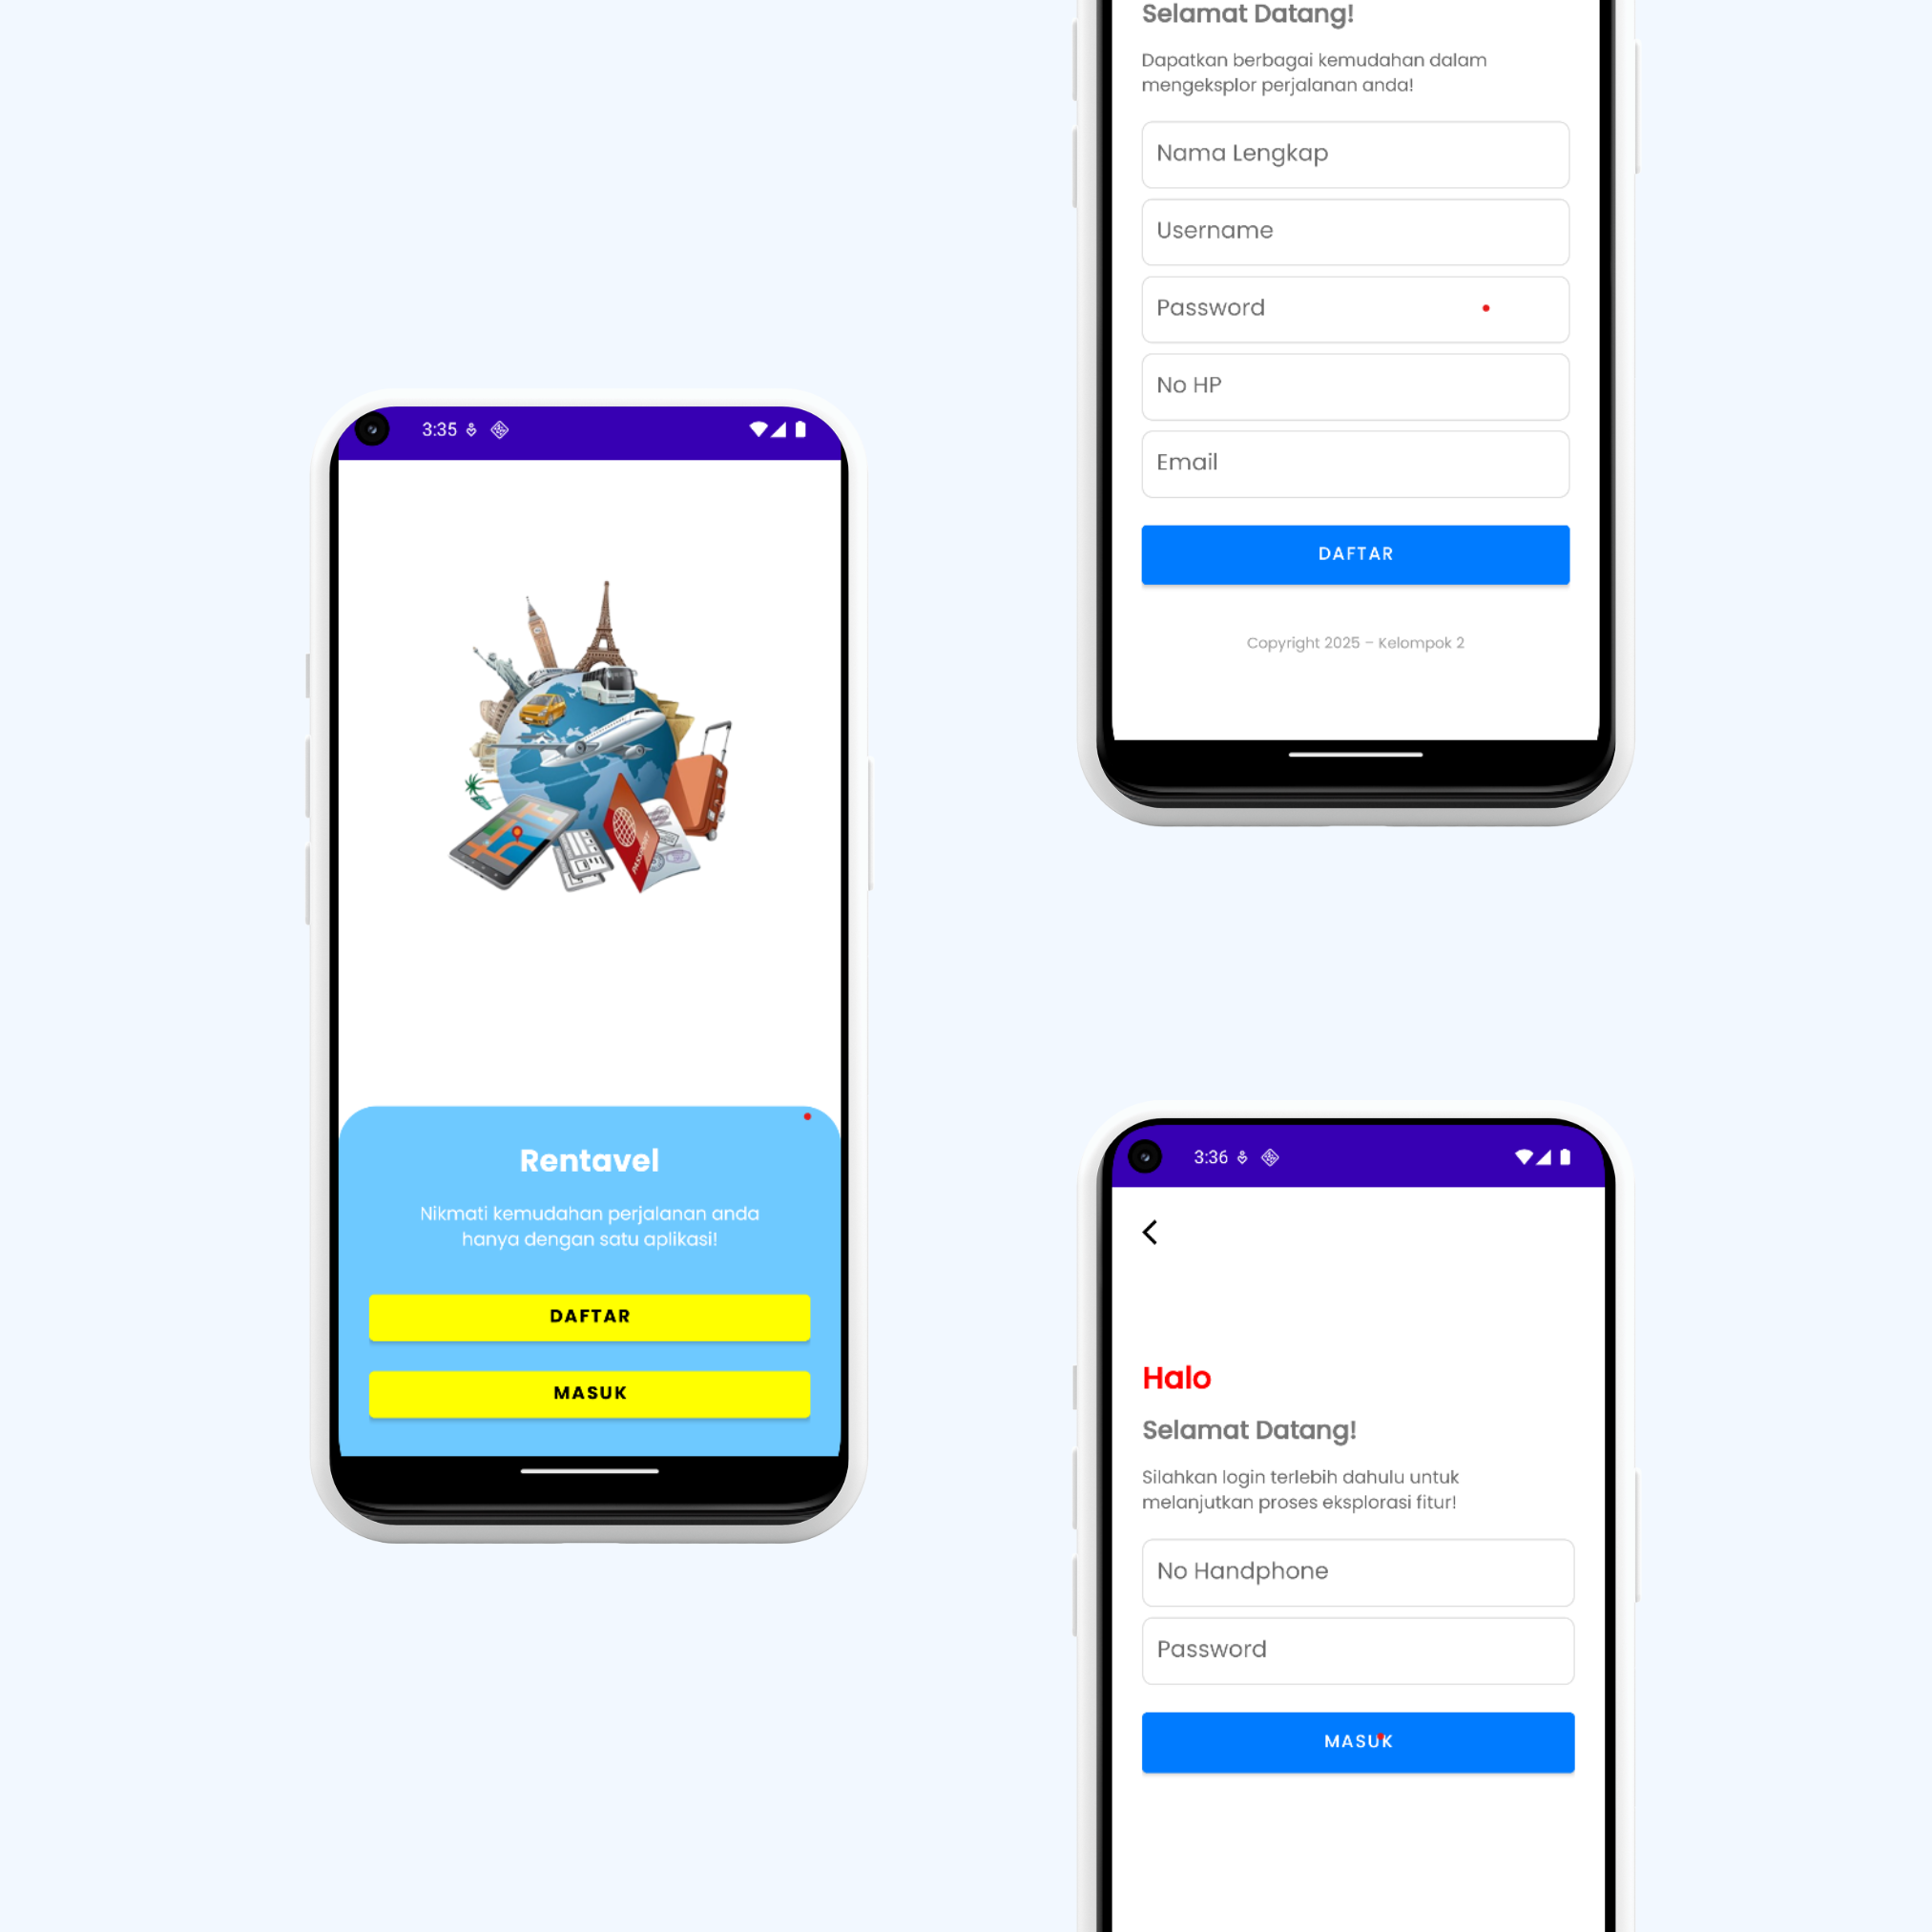 3:35
PASSPORT
Rentavel
Nikmati kemudahan perjalanan anda
hanya dengan satu aplikasi!
DAFTAR
MASUK
Selamat Datang!
Dapatkan berbagai kemudahan dalam
mengeksplor perjalanan anda!
Nama Lengkap
Username
Password
No HP
Email
DAFTAR
Copyright 2025 – Kelompok 2
3:36
Halo
Selamat Datang!
Silahkan login terlebih dahulu untuk
melanjutkan proses eksplorasi fitur!
No Handphone
Password
MASUK